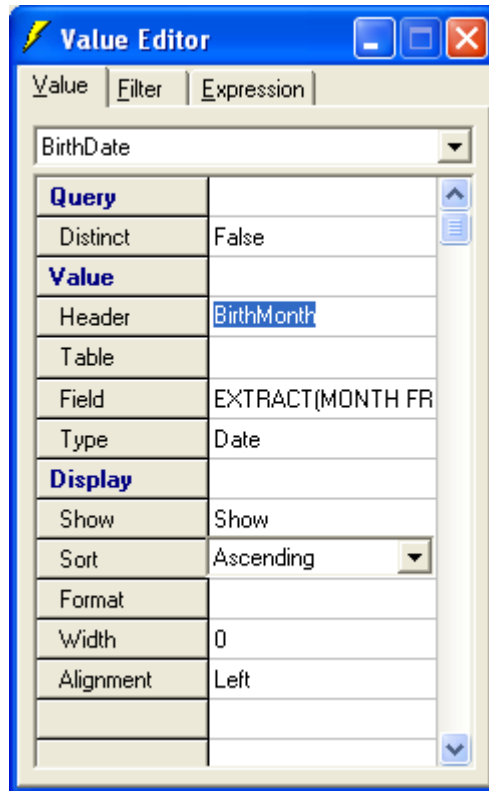 Value Editor
Value Filter Expression
BirthDate
Query
Distinct False
Value
Header BirthMonth
Table
Field EXTRACT(MONTH FR
Type Date
Display
Show Show
Sort Ascending
Format
Width 0
Alignment Left